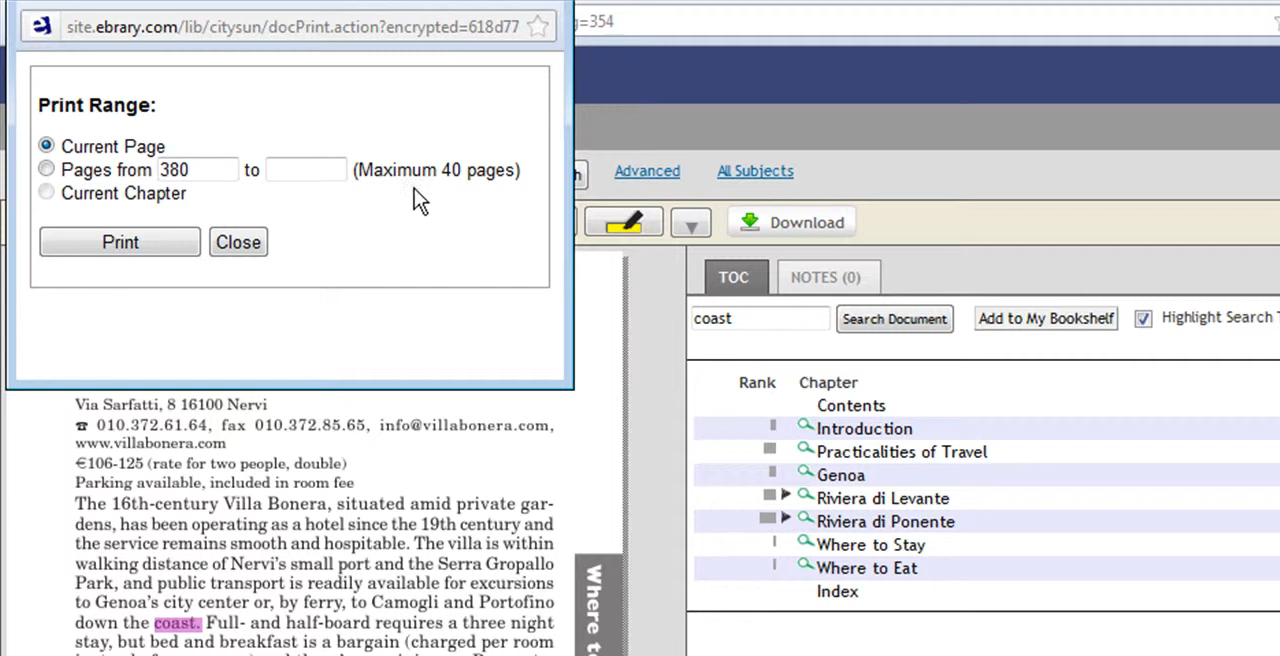 site.ebrary.com/lib/citysun/docPrint.action?encrypted=618d77
=354
Print Range:
Current Page
Pages from 380 to (Maximum 40 pages)
Current Chapter
Print Close
Advanced All Subjects
Download
TOC NOTES (0)
coast Search Document Add to My Bookshelf Highlight Search
Rank Chapter
Contents
Introduction
Practicalities of Travel
Genoa
Riviera di Levante
Riviera di Ponente
Where to Stay
Where to Eat
Index
Via Sarfatti, 8 16100 Nervi
☎ 010.372.61.64, fax 010.372.85.65, info@villabonera.com,
www.villabonera.com
€106-125 (rate for two people, double)
Parking available, included in room fee
The 16th-century Villa Bonera, situated amid private gar-
dens, has been operating as a hotel since the 19th century and
the service remains smooth and hospitable. The villa is within
walking distance of Nervi's small port and the Serra Gropallo
Park, and public transport is readily available for excursions
to Genoa's city center or, by ferry, to Camogli and Portofino
down the coast. Full- and half-board requires a three night
stay, but bed and breakfast is a bargain (charged per room
Where to